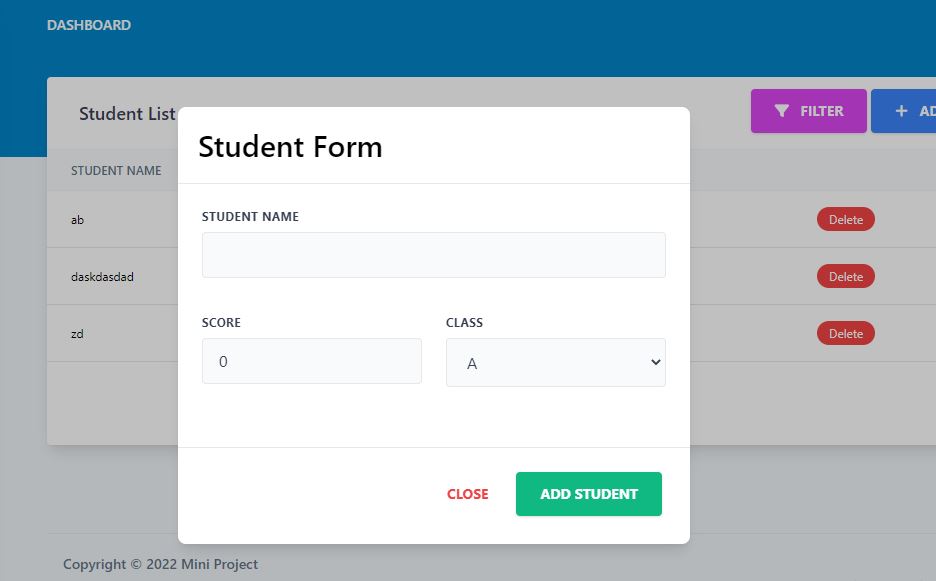 DASHBOARD
Student List
FILTER
+ AD
STUDENT NAME
ab
Delete
daskdasdad
Delete
zd
Delete
Student Form
STUDENT NAME
SCORE
CLASS
0
A
CLOSE
ADD STUDENT
Copyright © 2022 Mini Project